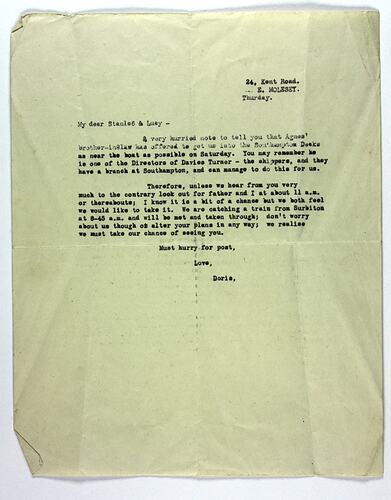 24, Kent Road.
E. MOLESEY.
Thurday.
My dear Stanle6 & Lucy -
A very hurried note to tell you that Agnes'
brother-in£law has offered to get us into the Southampton Docks
as near the boat as possible on Saturday. You may remember he
is one of the Directors of Davies Turner - the shippers, and they
have a branch at Southampton, and can manage to do this for us.
Therefore, unless we hear from you very
much to the contrary look out for father and I at about 11 a.m.
or thereabouts; I know it is a bit of a chance but we both feel
we would like to take it. We are catching a train from Surbiton
at 8-45 a.m. and will be met and taken through; don't worry
about us though or alter your plans in any way; we realise
we must take our chance of seeing you.
Must hurry for post,
Love,
Doris,